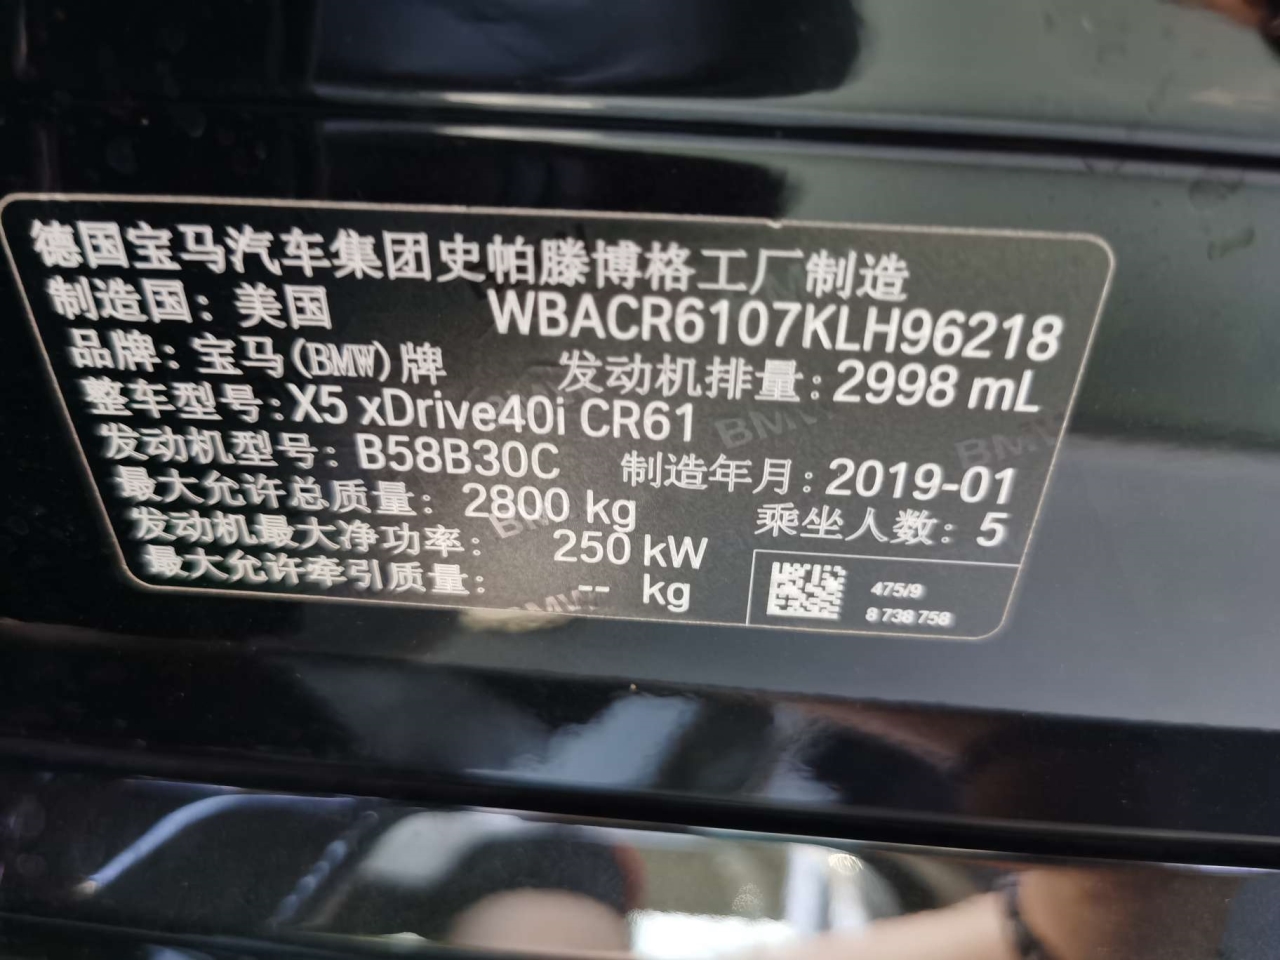 德国宝马汽车集团史帕滕博格工厂制造
制造国：美国 WBACR6107KLH96218
品牌：宝马(BMW)牌 发动机排量：2998 mL
整车型号：X5 xDrive40i CR61
发动机型号：B58B30C 制造年月：2019-01
最大允许总质量：2800 kg 乘坐人数：5
发动机最大净功率：250 kW
最大允许牵引质量：-- kg
475/9
8 738 758